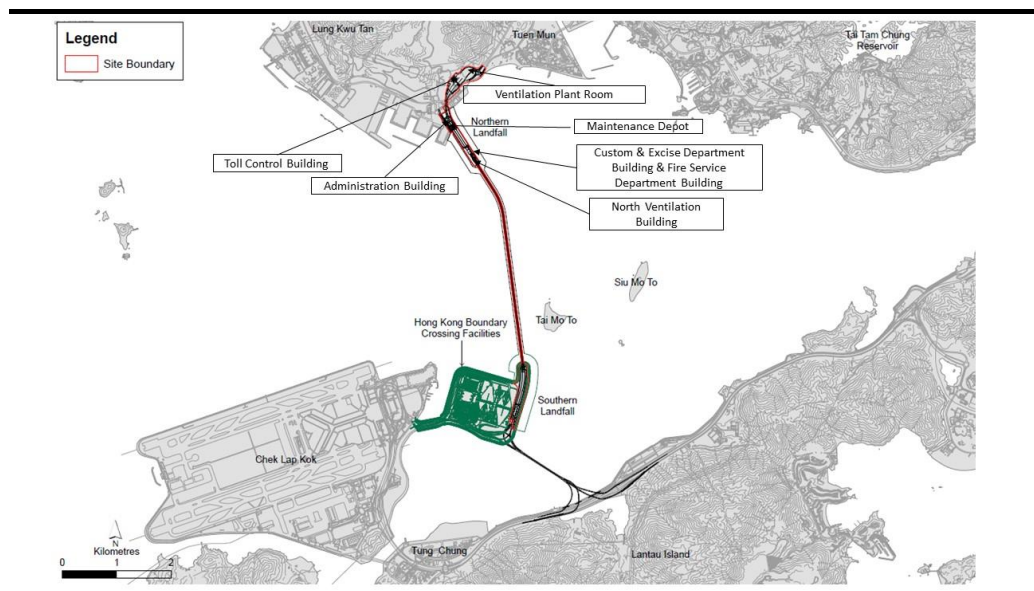 Legend
Site Boundary
Lung Kwu Tan
Tuen Mun
Tai Tam Chung
Reservoir
Ventilation Plant Room
Northern
Landfall
Maintenance Depot
Toll Control Building
Custom & Excise Department
Building & Fire Service
Department Building
Administration Building
North Ventilation
Building
Siu Mo To
Tai Mo To
Hong Kong Boundary
Crossing Facilities
Southern
Landfall
Chek Lap Kok
N
Kilometres
0 1 2
Tung Chung
Lantau Island